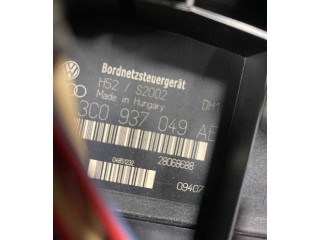 Bordnetzsteuergerät
H52 / S2002 DH1
Made in Hungary
3C0 937 049 AE
28068688
09407